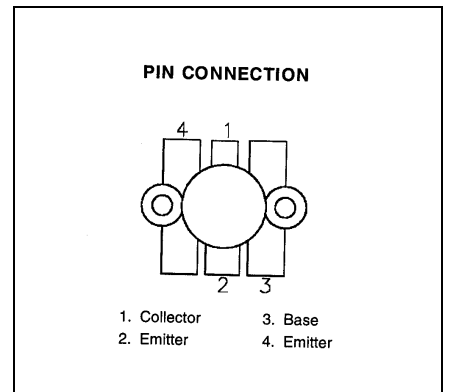 PIN CONNECTION
4 1
2 3
1. Collector 3. Base
2. Emitter 4. Emitter